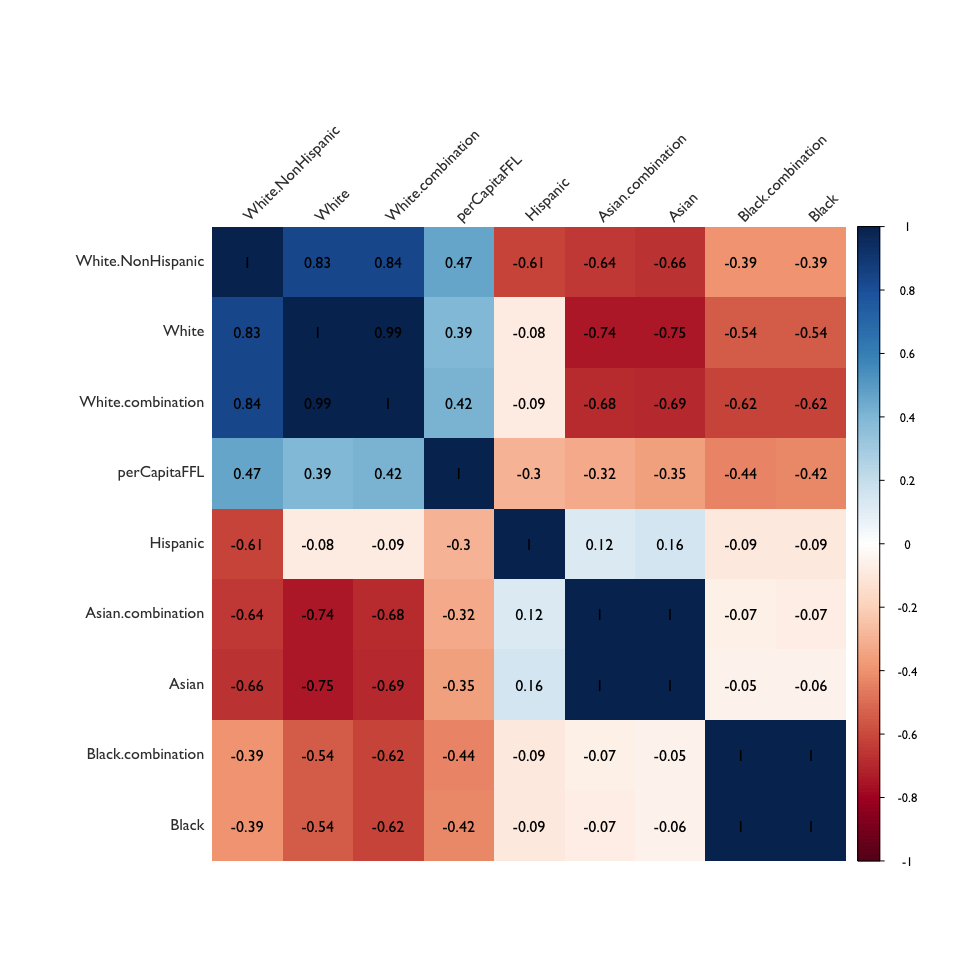 White.NonHispanic White White.combination perCapitaFFL Hispanic Asian.combination Asian Black.combination Black
White.NonHispanic 1 0.83 0.84 0.47 -0.61 -0.64 -0.66 -0.39 -0.39
White 0.83 1 0.99 0.39 -0.08 -0.74 -0.75 -0.54 -0.54
White.combination 0.84 0.99 1 0.42 -0.09 -0.68 -0.69 -0.62 -0.62
perCapitaFFL 0.47 0.39 0.42 1 -0.3 -0.32 -0.35 -0.44 -0.42
Hispanic -0.61 -0.08 -0.09 -0.3 1 0.12 0.16 -0.09 -0.09
Asian.combination -0.64 -0.74 -0.68 -0.32 0.12 1 1 -0.07 -0.07
Asian -0.66 -0.75 -0.69 -0.35 0.16 1 1 -0.05 -0.06
Black.combination -0.39 -0.54 -0.62 -0.44 -0.09 -0.07 -0.05 1 1
Black -0.39 -0.54 -0.62 -0.42 -0.09 -0.07 -0.06 1 1
1
0.8
0.6
0.4
0.2
0
-0.2
-0.4
-0.6
-0.8
-1